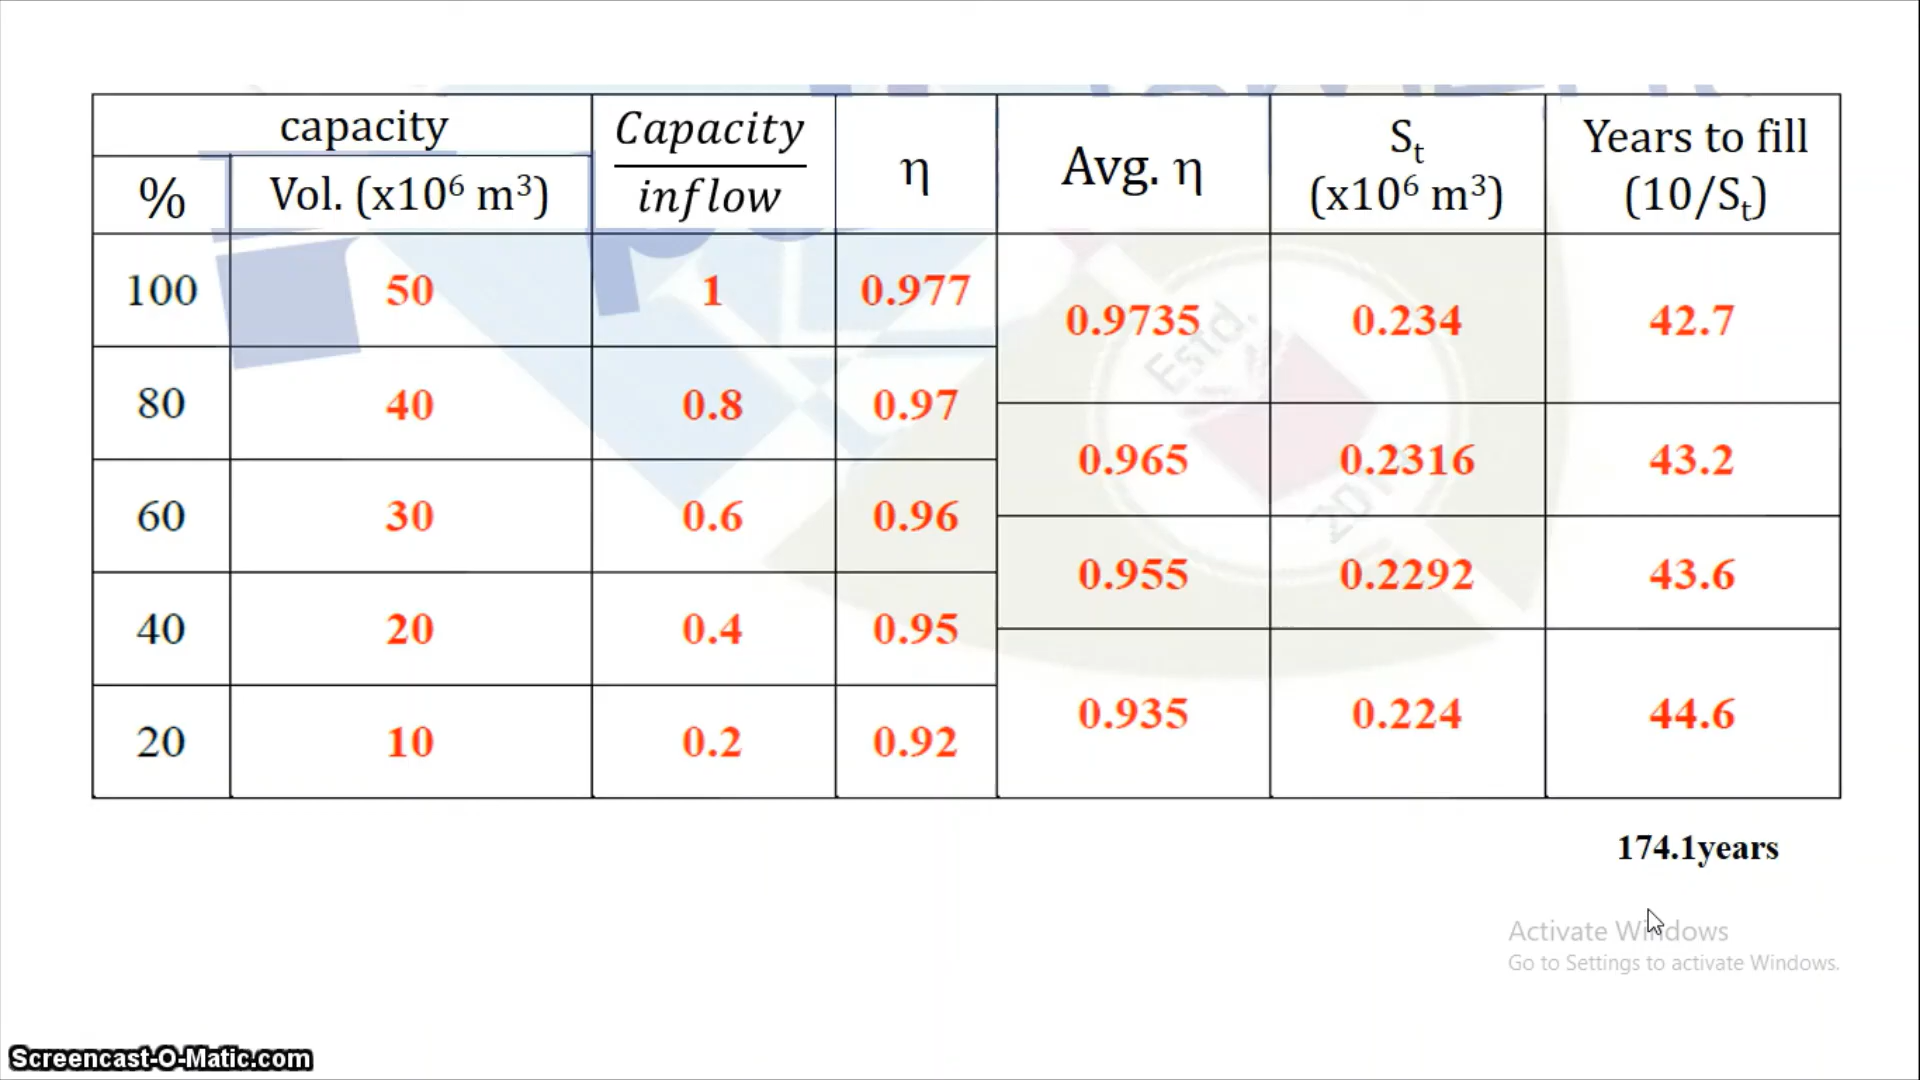 capacity
Capacity
inflow
η
Avg. η
St
(x10⁶ m³)
Years to fill
(10/St)
%
Vol. (x10⁶ m³)
100 50 1 0.977
0.9735 0.234 42.7
80 40 0.8 0.97
0.965 0.2316 43.2
60 30 0.6 0.96
0.955 0.2292 43.6
40 20 0.4 0.95
0.935 0.224 44.6
20 10 0.2 0.92
174.1years
Estd.
Activate Windows
Go to Settings to activate Windows.
Screencast-O-Matic.com